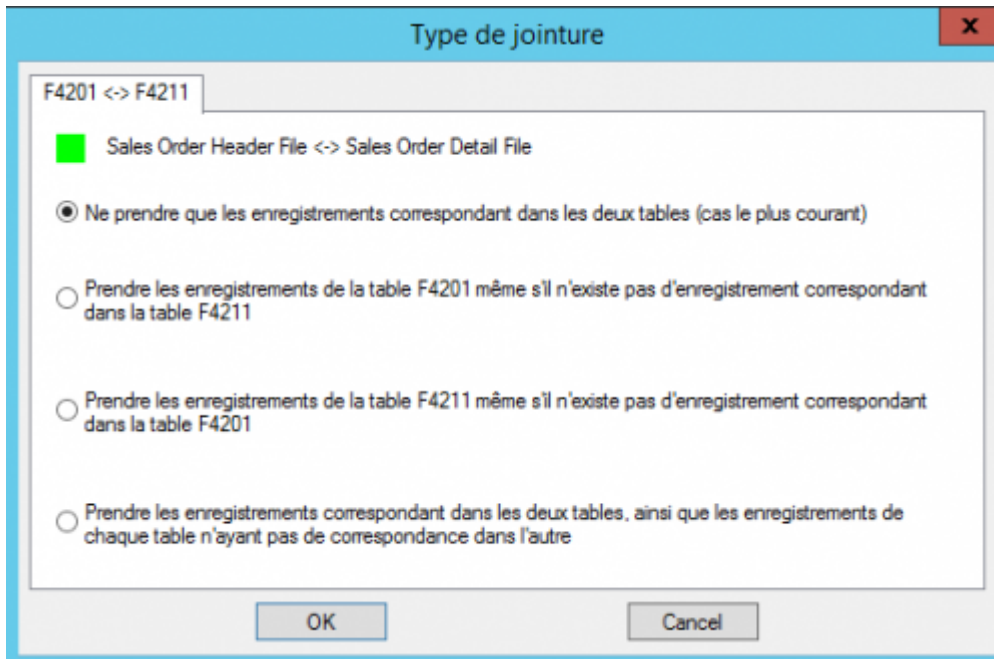 Type de jointure
x
F4201 <-> F4211
Sales Order Header File <-> Sales Order Detail File
Ne prendre que les enregistrements correspondant dans les deux tables (cas le plus courant)
Prendre les enregistrements de la table F4201 même s'il n'existe pas d'enregistrement correspondant
dans la table F4211
Prendre les enregistrements de la table F4211 même s'il n'existe pas d'enregistrement correspondant
dans la table F4201
Prendre les enregistrements correspondant dans les deux tables, ainsi que les enregistrements de
chaque table n'ayant pas de correspondance dans l'autre
OK
Cancel